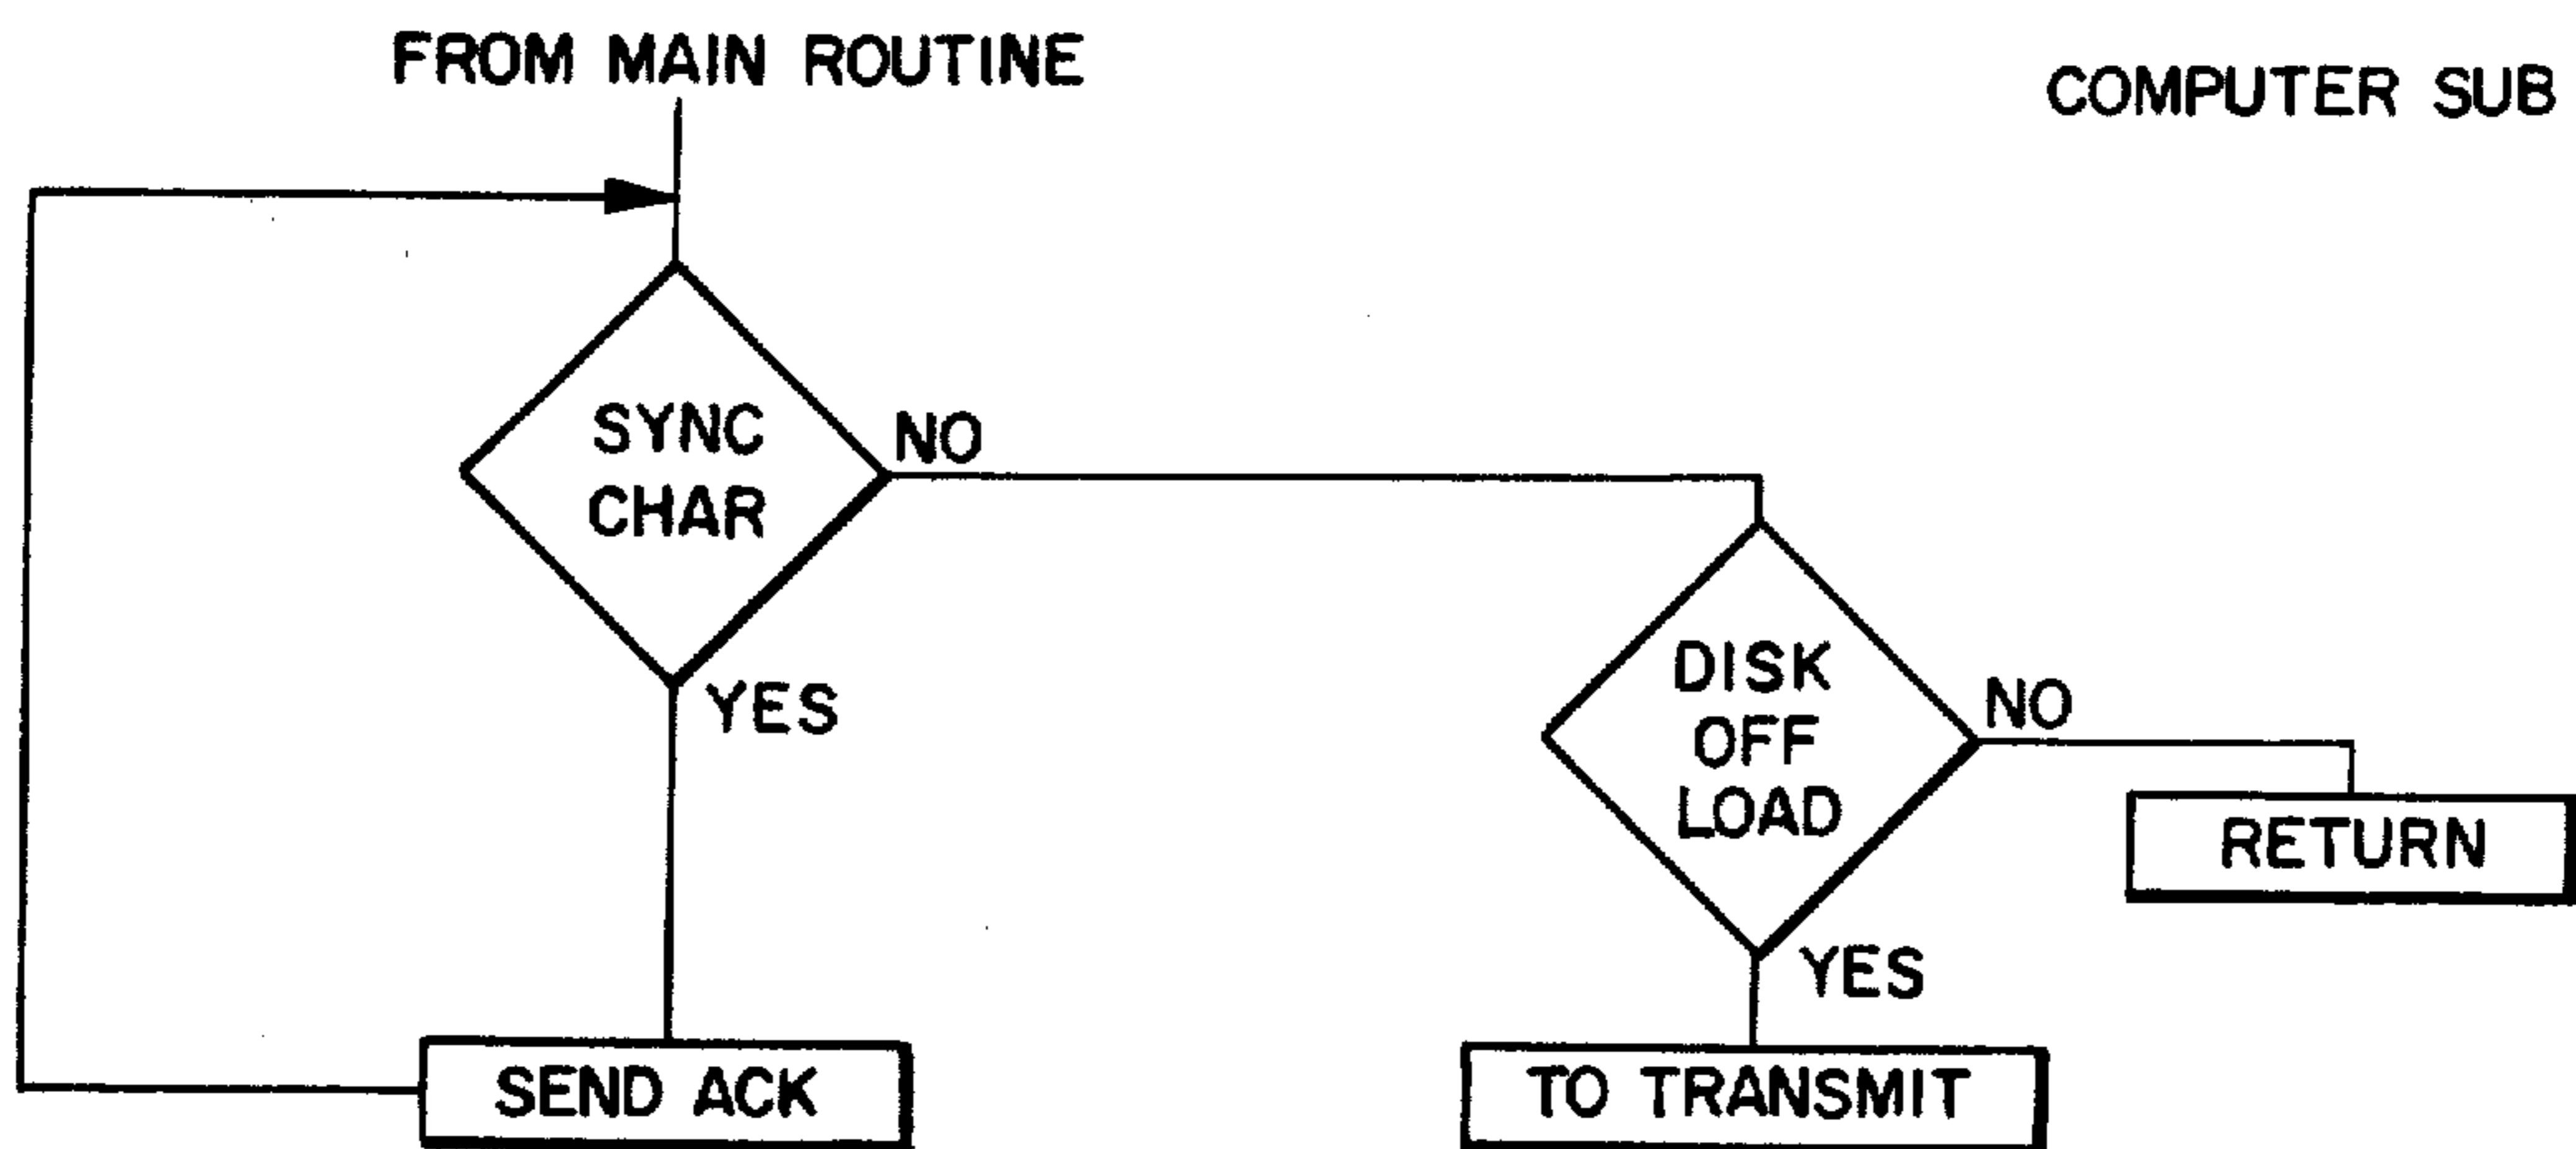 FROM MAIN ROUTINE
COMPUTER SUB
SYNC
CHAR
NO
YES
DISK
OFF
LOAD
NO
RETURN
YES
SEND ACK
TO TRANSMIT